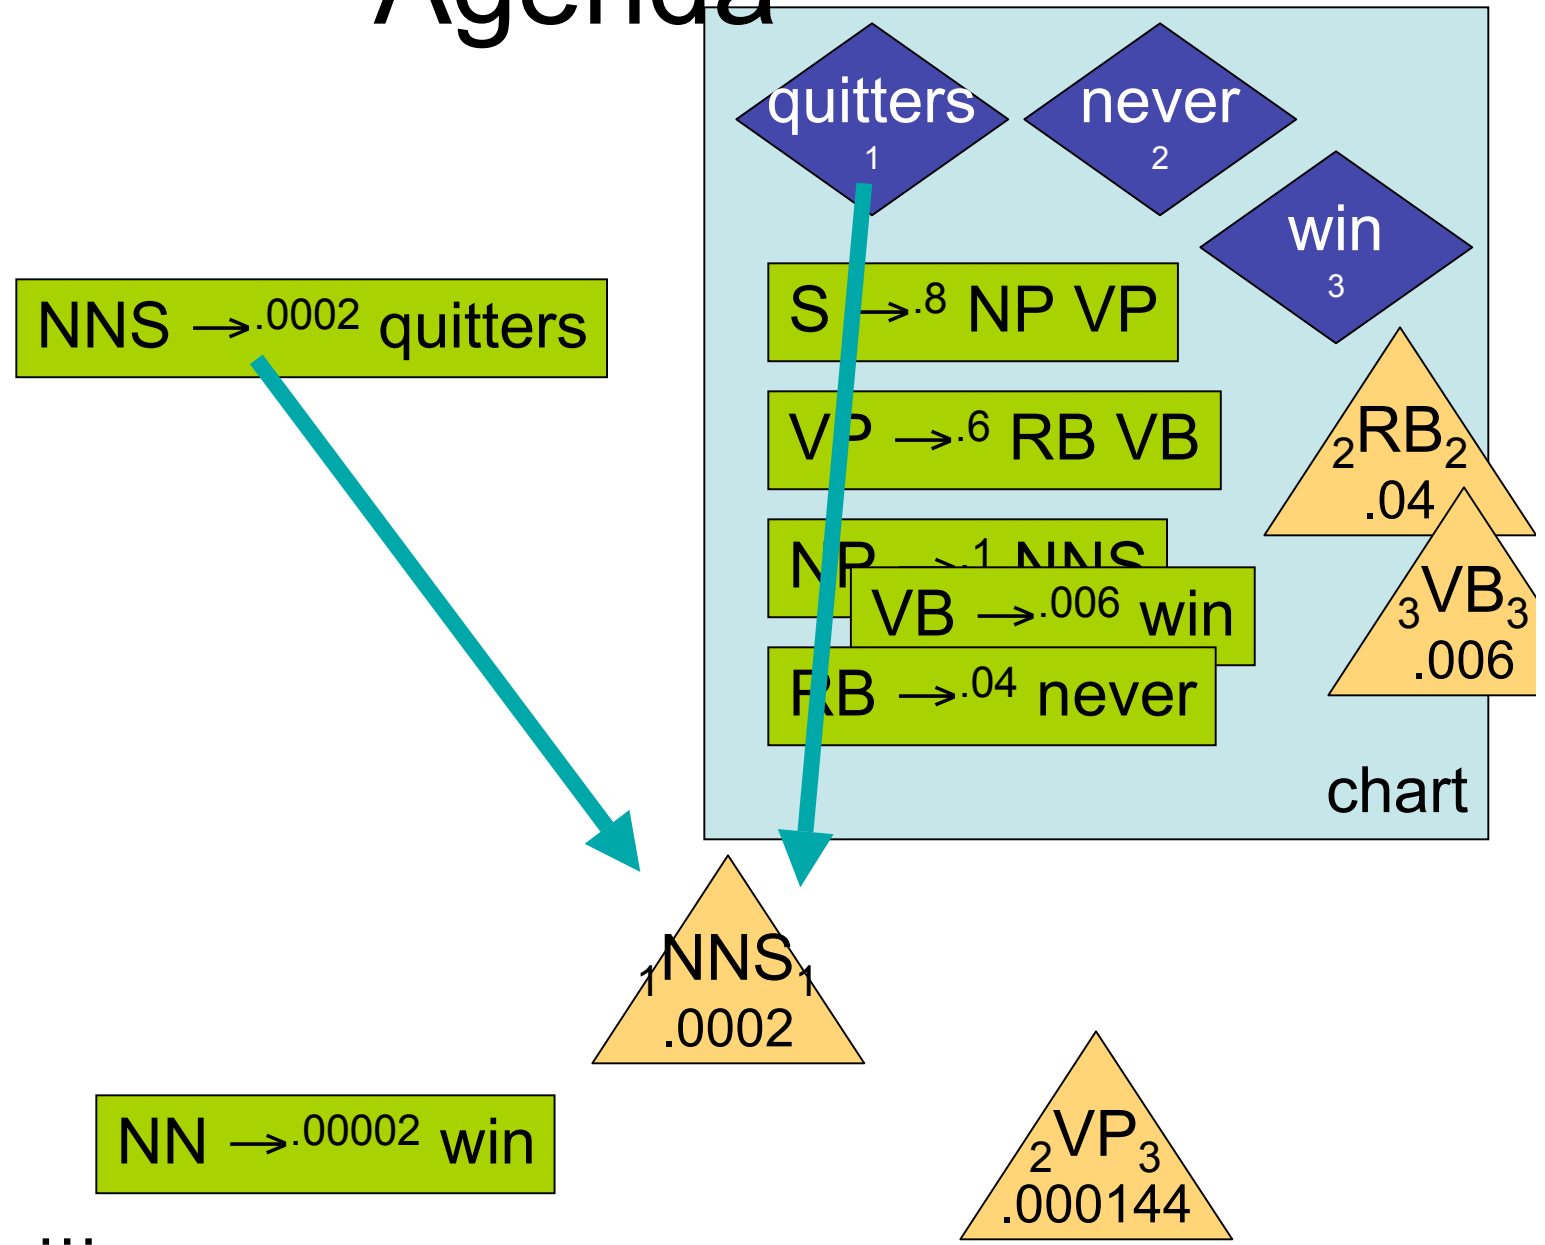 Agenda
quitters
1
never
2
win
3
NNS →.0002 quitters
S →.8 NP VP
VP →.6 RB VB
2RB2
.04
NP →.1 NNS
VB →.006 win
3VB3
.006
RB →.04 never
chart
1NNS1
.0002
NN →.00002 win
2VP3
.000144
...